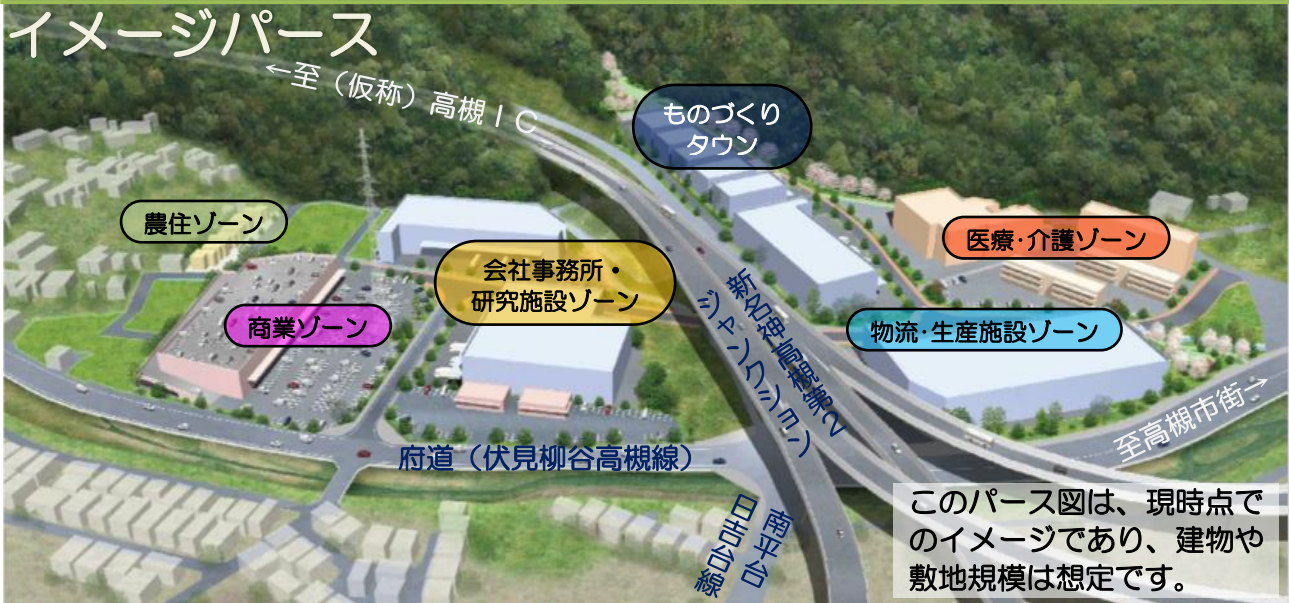 イメージパース
←至（仮称）高槻ＩＣ
ものづくり
タウン
農住ゾーン
医療･介護ゾーン
会社事務所・
研究施設ゾーン
商業ゾーン
物流･生産施設ゾーン
新名神高槻第２
ジャンクション
至高槻市街→
府道（伏見柳谷高槻線）
南平台
日吉台線
このパース図は、現時点で
のイメージであり、建物や
敷地規模は想定です。